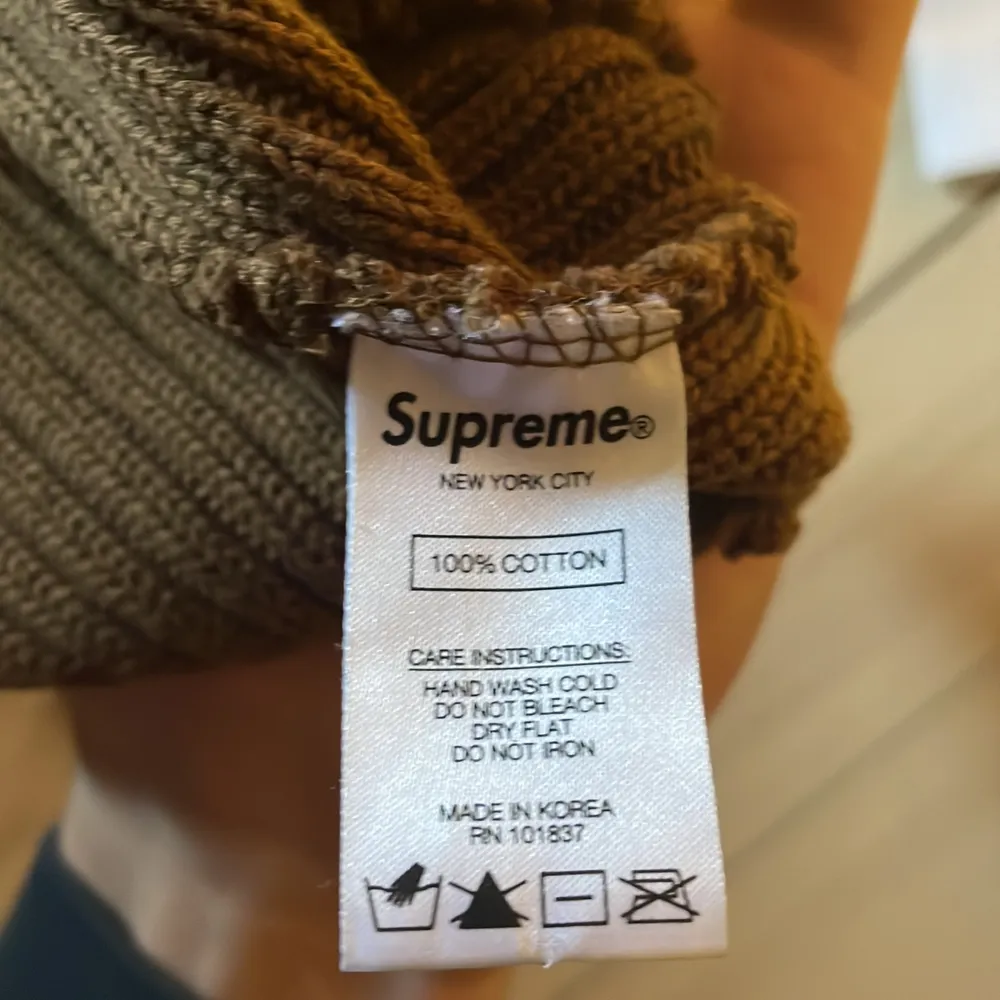 Supreme®
NEW YORK CITY
100% COTTON
CARE INSTRUCTIONS:
HAND WASH COLD
DO NOT BLEACH
DRY FLAT
DO NOT IRON
MADE IN KOREA
RN 101837